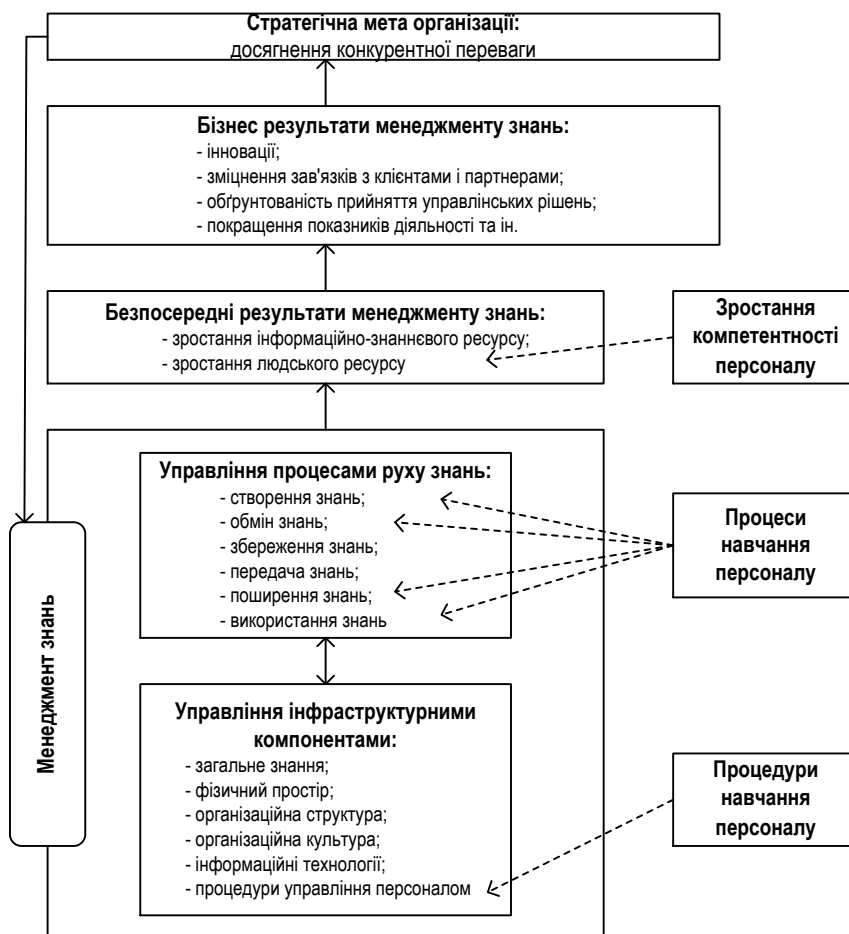 Стратегічна мета організації:
досягнення конкурентної переваги
Бізнес результати менеджменту знань:
- інновації;
- зміцнення зав'язків з клієнтами і партнерами;
- обґрунтованість прийняття управлінських рішень;
- покращення показників діяльності та ін.
Безпосередні результати менеджменту знань:
- зростання інформаційно-знаннєвого ресурсу;
- зростання людського ресурсу
Зростання
компетентності
персоналу
Управління процесами руху знань:
- створення знань;
- обмін знань;
- збереження знань;
- передача знань;
- поширення знань;
- використання знань
Процеси
навчання
персоналу
Менеджмент знань
Управління інфраструктурними
компонентами:
- загальне знання;
- фізичний простір;
- організаційна структура;
- організаційна культура;
- інформаційні технології;
- процедури управління персоналом
Процедури
навчання
персоналу